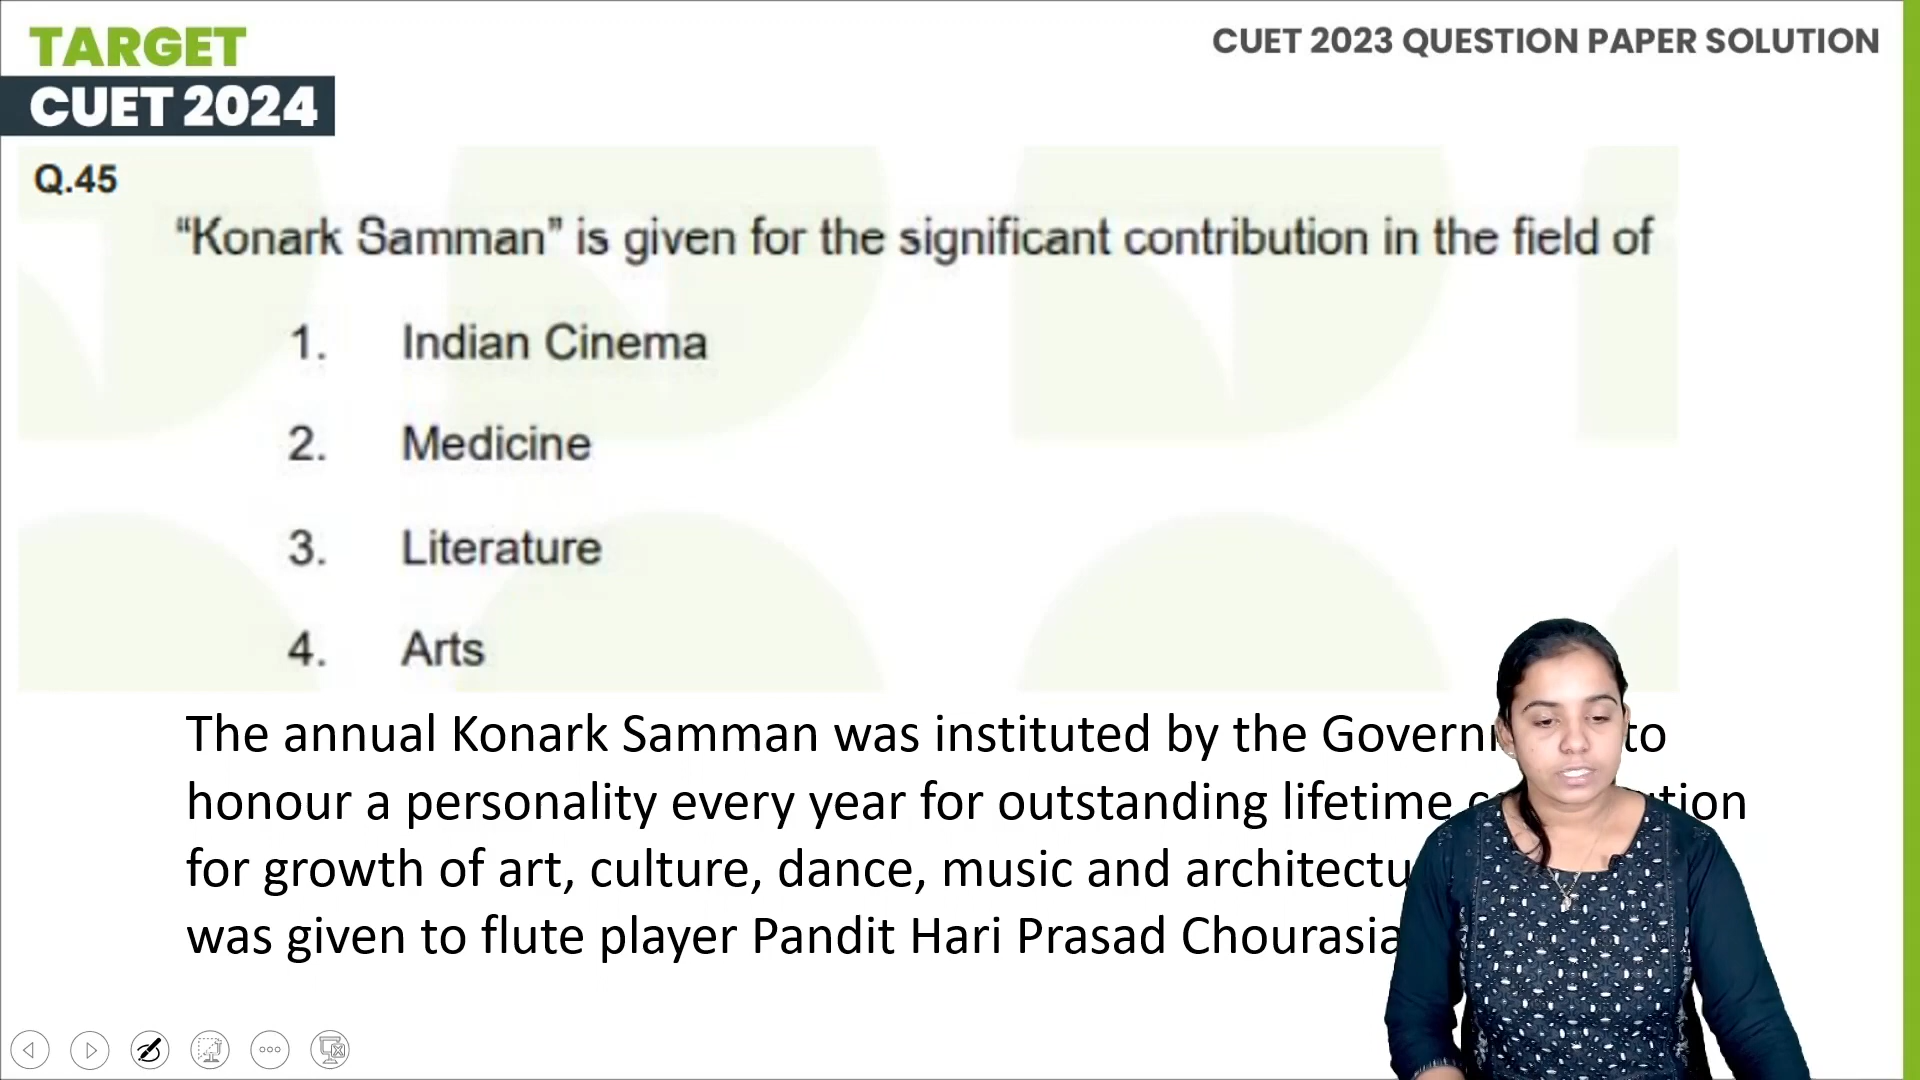 TARGET
CUET 2024
CUET 2023 QUESTION PAPER SOLUTION
Q.45
“Konark Samman” is given for the significant contribution in the field of
1. Indian Cinema
2. Medicine
3. Literature
4. Arts
The annual Konark Samman was instituted by the to
honour a personality every year for outstanding lifetime
for growth of art, culture, dance, music and
was given to flute player Pandit Hari Prasad Chourasia